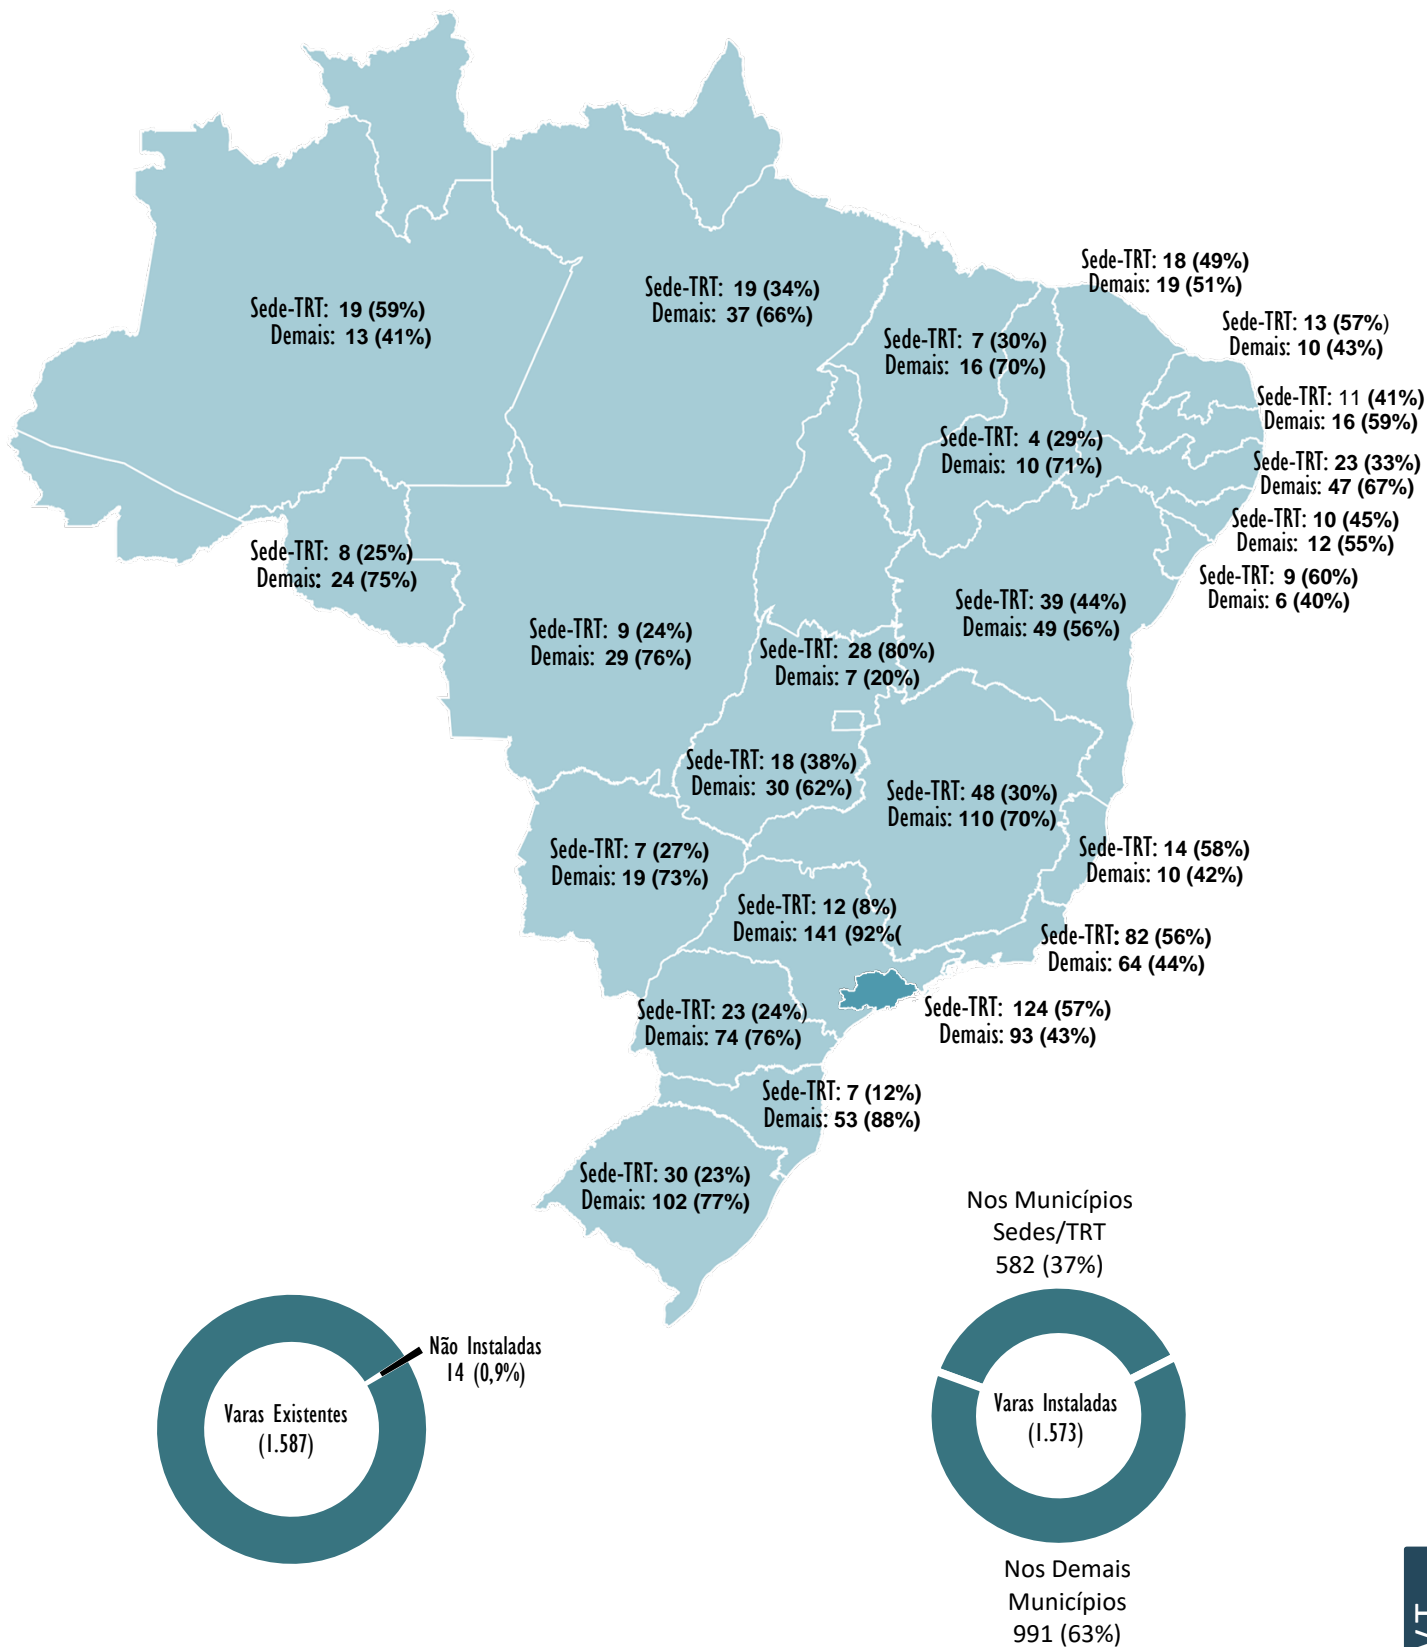 Sede-TRT: 18 (49%)
Demais: 19 (51%)
Sede-TRT: 19 (34%)
Demais: 37 (66%)
Sede-TRT: 19 (59%)
Demais: 13 (41%)
Sede-TRT: 13 (57%)
Demais: 10 (43%)
Sede-TRT: 7 (30%)
Demais: 16 (70%)
Sede-TRT: 11 (41%)
Demais: 16 (59%)
Sede-TRT: 4 (29%)
Demais: 10 (71%)
Sede-TRT: 23 (33%)
Demais: 47 (67%)
Sede-TRT: 10 (45%)
Demais: 12 (55%)
Sede-TRT: 8 (25%)
Demais: 24 (75%)
Sede-TRT: 9 (60%)
Demais: 6 (40%)
Sede-TRT: 39 (44%)
Demais: 49 (56%)
Sede-TRT: 9 (24%)
Demais: 29 (76%)
Sede-TRT: 28 (80%)
Demais: 7 (20%)
Sede-TRT: 18 (38%)
Demais: 30 (62%)
Sede-TRT: 48 (30%)
Demais: 110 (70%)
Sede-TRT: 7 (27%)
Demais: 19 (73%)
Sede-TRT: 14 (58%)
Demais: 10 (42%)
Sede-TRT: 12 (8%)
Demais: 141 (92%(
Sede-TRT: 82 (56%)
Demais: 64 (44%)
Sede-TRT: 23 (24%)
Demais: 74 (76%)
Sede-TRT: 124 (57%)
Demais: 93 (43%)
Sede-TRT: 7 (12%)
Demais: 53 (88%)
Sede-TRT: 30 (23%)
Demais: 102 (77%)
Nos Municípios
Sedes/TRT
582 (37%)
Não Instaladas
14 (0,9%)
Varas Existentes
(1.587)
Varas Instaladas
(1.573)
Nos Demais
Municípios
991 (63%)